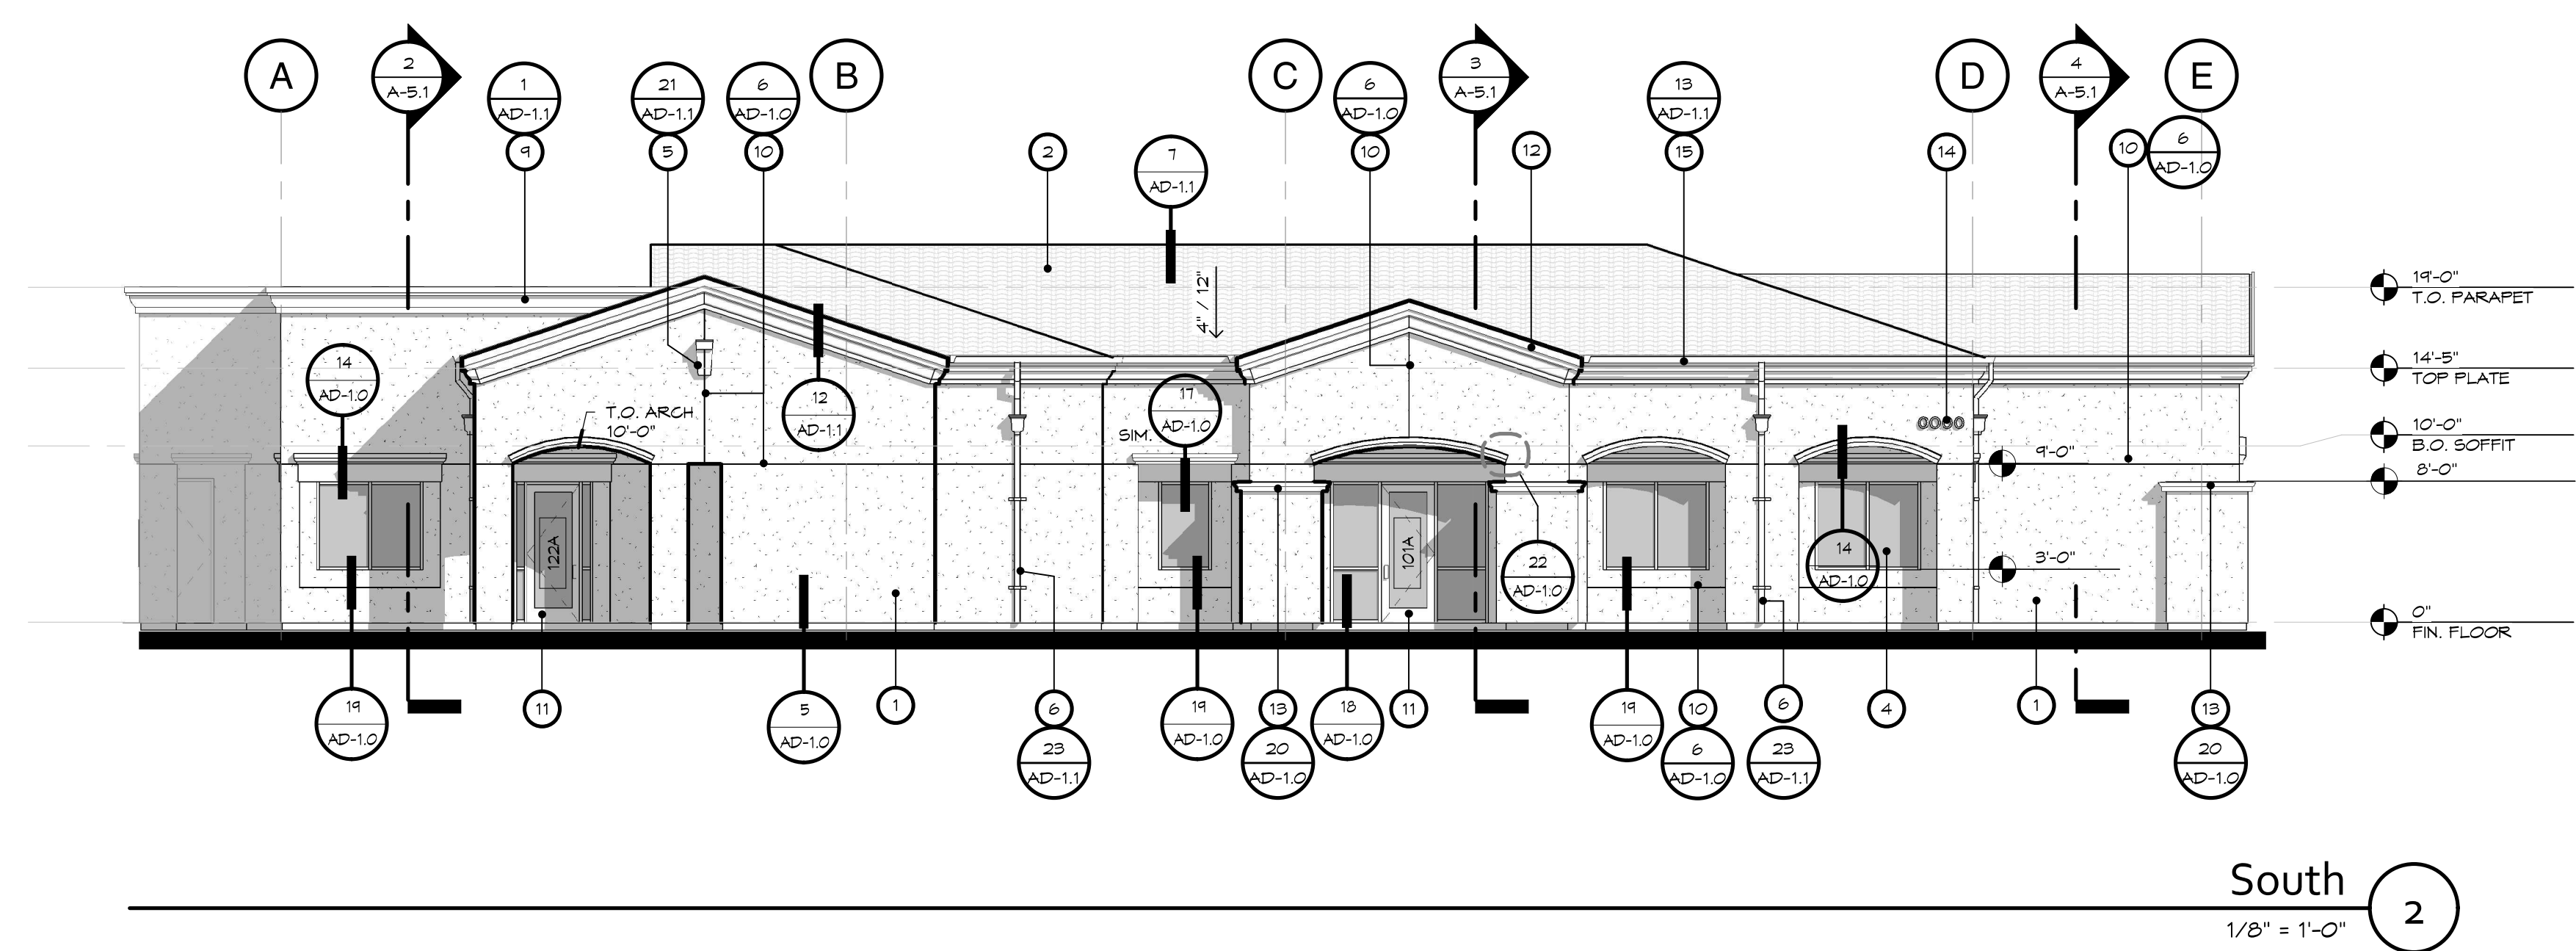 A
2
A-5.1
1
AD-1.1
9
21
AD-1.1
5
6
AD-1.0
10
B
2
7
AD-1.1
C
6
AD-1.0
10
3
A-5.1
12
13
AD-1.1
15
14
D
4
A-5.1
10
6
AD-1.0
E
4" / 12"
19'-0"
T.O. PARAPET
14'-5"
TOP PLATE
10'-0"
B.O. SOFFIT
9'-0"
8'-0"
3'-0"
0"
FIN. FLOOR
14
AD-1.0
T.O. ARCH
10'-0"
12
AD-1.1
SIM.
17
AD-1.0
122A
101A
22
AD-1.0
14
AD-1.0
19
AD-1.0
11
5
AD-1.0
1
6
23
AD-1.1
19
AD-1.0
13
20
AD-1.0
18
AD-1.0
11
19
AD-1.0
10
6
AD-1.0
6
23
AD-1.1
4
1
13
20
AD-1.0
South
2
1/8" = 1'-0"